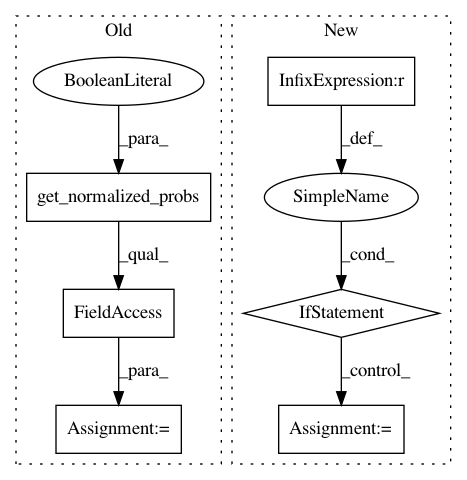 Old
New
BooleanLiteral
InfixExpression:r
_para_
_def_
get_normalized_probs
SimpleName
_qual_
_cond_
FieldAccess
IfStatement
_para_
_control_
Assignment:=
Assignment:=